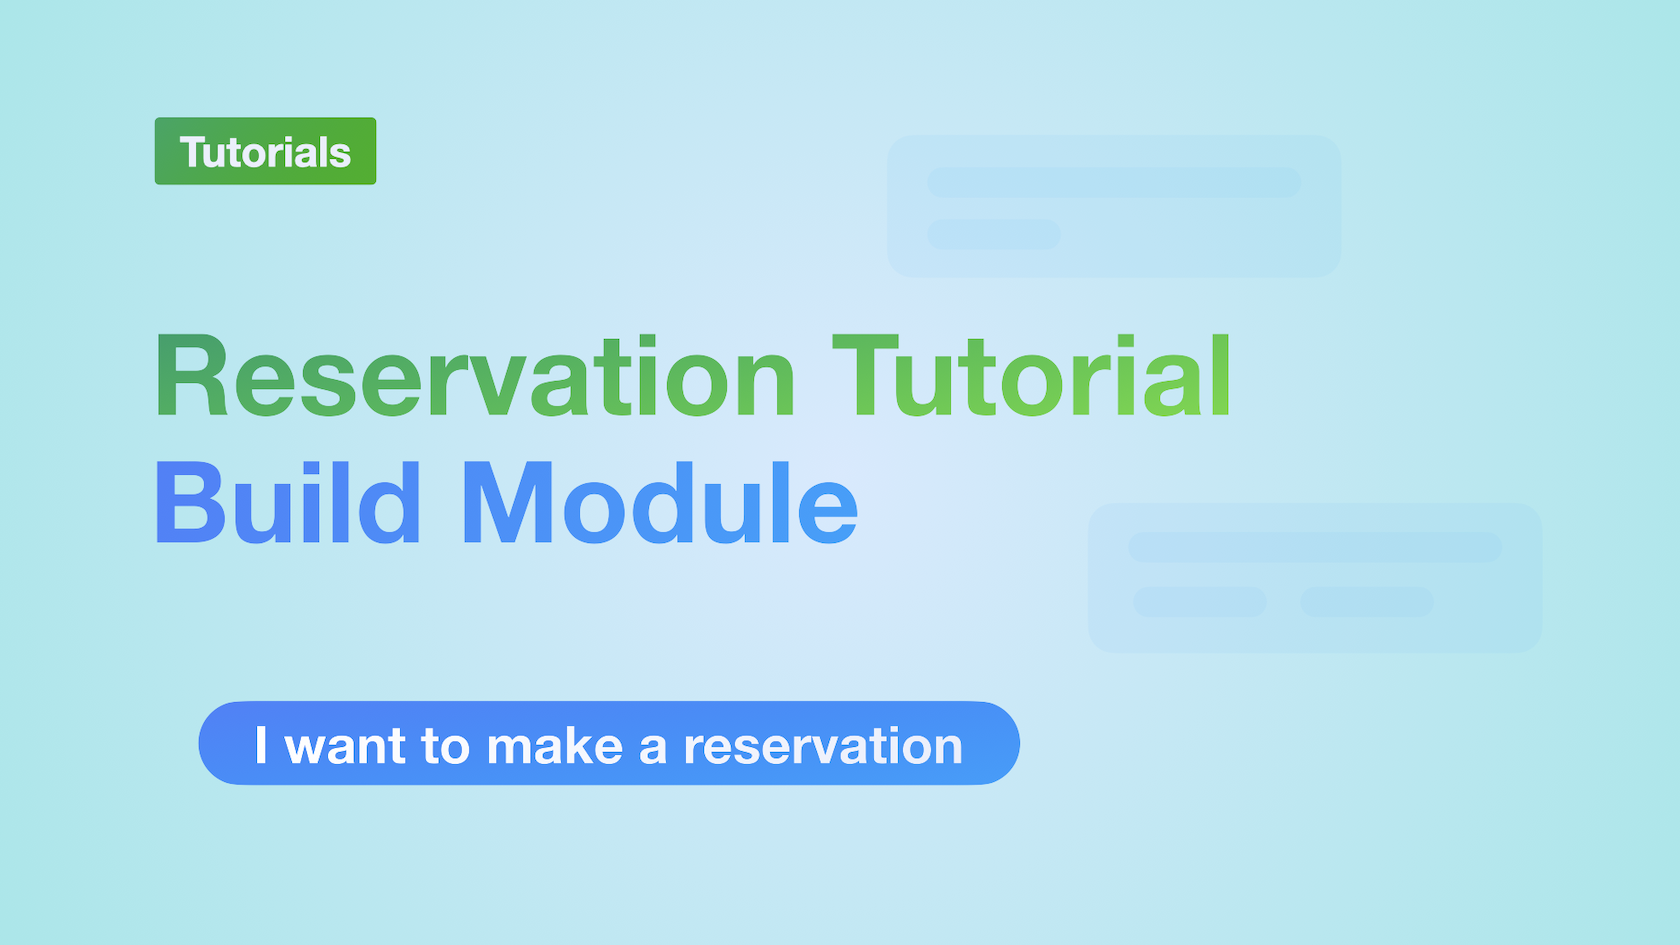 Tutorials
Reservation Tutorial
Build Module
I want to make a reservation